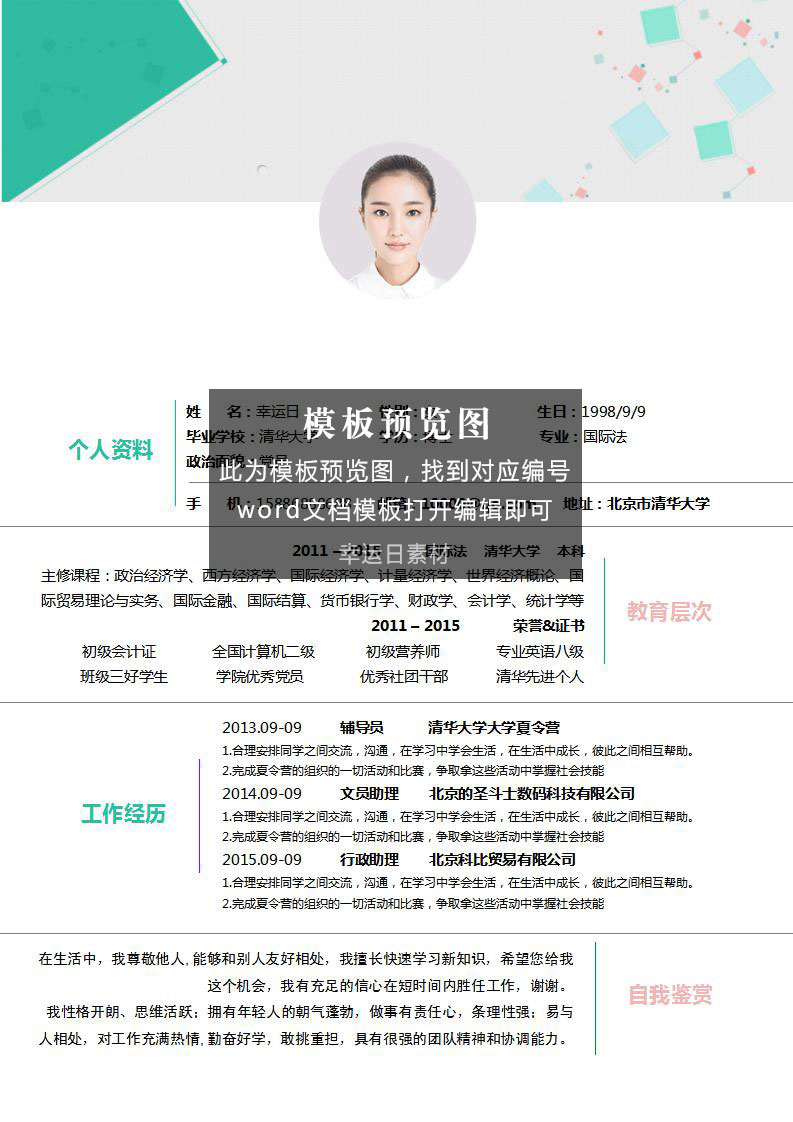 个人资料
姓 名：幸运日 性别： 生日：1998/9/9
毕业学校：清华大学 学历： 专业：国际法
政治面貌：党员
手 机： 地址：北京市清华大学
模板预览图
此为模板预览图，找到对应编号
word文档模板打开编辑即可
幸运日素材
2011 – 2015 国际法 清华大学 本科
主修课程：政治经济学、西方经济学、国际经济学、计量经济学、世界经济概论、国
际贸易理论与实务、国际金融、国际结算、货币银行学、财政学、会计学、统计学等
2011 – 2015 荣誉&证书
初级会计证 全国计算机二级 初级营养师 专业英语八级
班级三好学生 学院优秀党员 优秀社团干部 清华先进个人
教育层次
工作经历
2013.09-09 辅导员 清华大学大学夏令营
1.合理安排同学之间交流，沟通，在学习中学会生活，在生活中成长，彼此之间相互帮助。
2.完成夏令营的组织的一切活动和比赛，争取拿这些活动中掌握社会技能
2014.09-09 文员助理 北京的圣斗士数码科技有限公司
1.合理安排同学之间交流，沟通，在学习中学会生活，在生活中成长，彼此之间相互帮助。
2.完成夏令营的组织的一切活动和比赛，争取拿这些活动中掌握社会技能
2015.09-09 行政助理 北京科比贸易有限公司
1.合理安排同学之间交流，沟通，在学习中学会生活，在生活中成长，彼此之间相互帮助。
2.完成夏令营的组织的一切活动和比赛，争取拿这些活动中掌握社会技能
在生活中，我尊敬他人,能够和别人友好相处，我擅长快速学习新知识，希望您给我
这个机会，我有充足的信心在短时间内胜任工作，谢谢。
我性格开朗、思维活跃；拥有年轻人的朝气蓬勃，做事有责任心，条理性强；易与
人相处，对工作充满热情,勤奋好学，敢挑重担，具有很强的团队精神和协调能力。
自我鉴赏